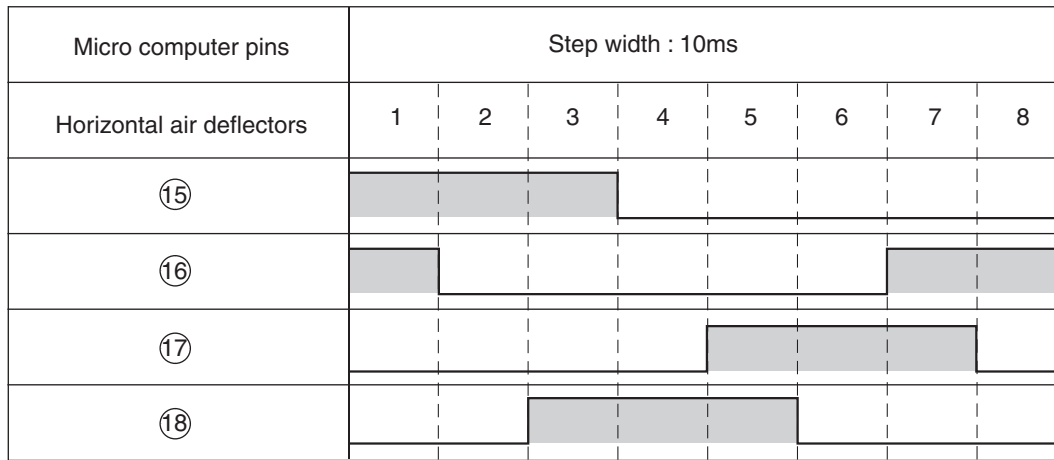 Micro computer pins Step width : 10ms
Horizontal air deflectors 1 2 3 4 5 6 7 8
⑮
⑯
⑰
⑱